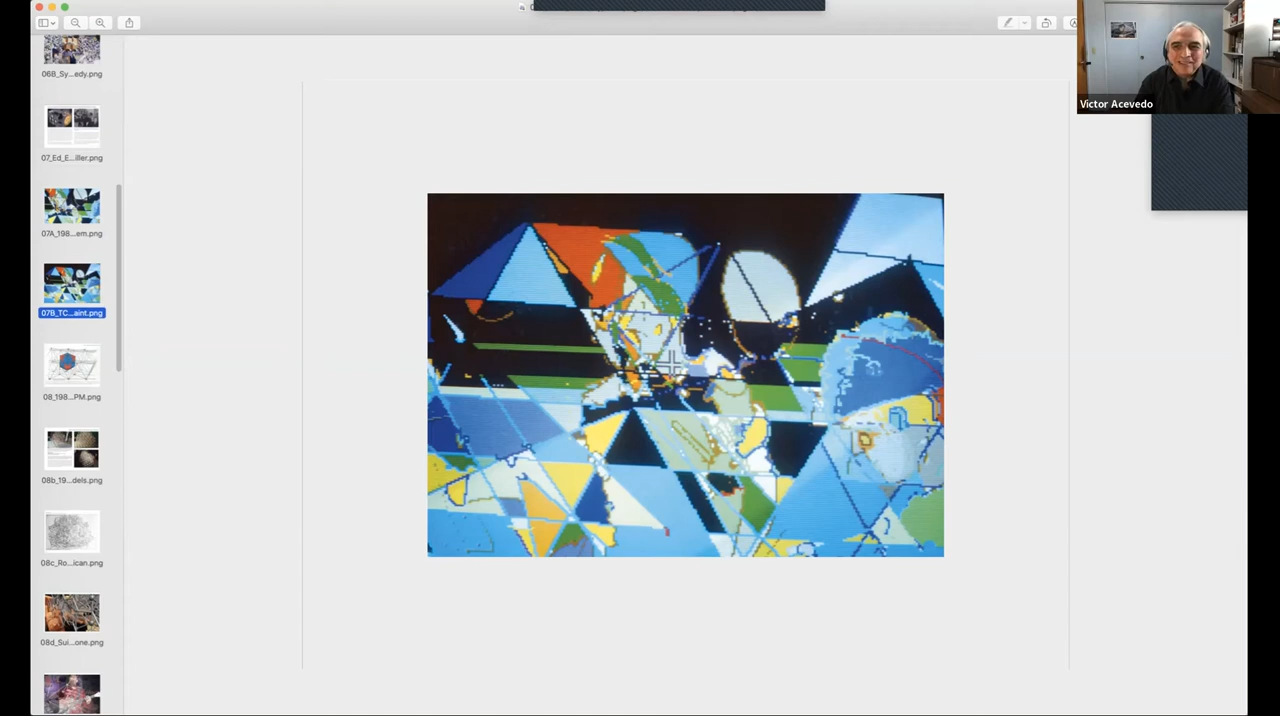 06B_Sy...edy.png
07_Ed_E...iller.png
07A_198...em.png
07B_TC...aint.png
08_198...PM.png
08b_19...dels.png
08c_Ro...ican.png
08d_Sui...one.png
Victor Acevedo